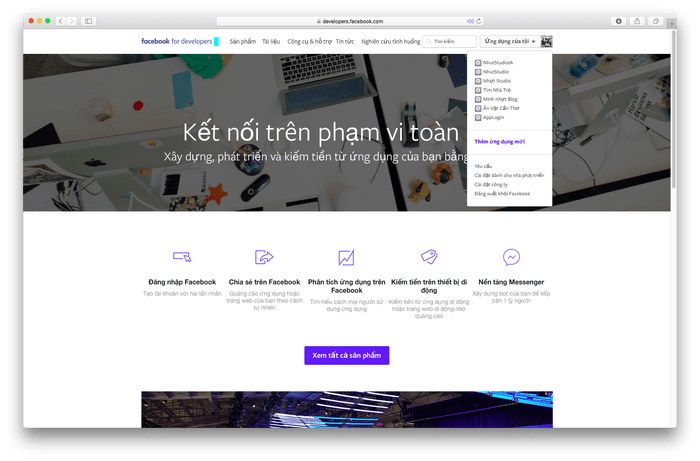 developers.facebook.com
facebook for developers
Sản phẩm Tài liệu Công cụ & hỗ trợ Tin tức Nghiên cứu tình huống Tìm kiếm Ứng dụng của tôi
NhutStudioIA
NhutStudio
Nhựt Studio
Tìm Nhà Trọ
Minh nhựt Blog
Ăn Vặt Cần Thơ
AppLogin
Thêm ứng dụng mới
Yêu cầu
Cài đặt dành cho nhà phát triển
Cài đặt công ty
Đăng xuất khỏi Facebook
Kết nối trên phạm vi toàn
Xây dựng, phát triển và kiếm tiền từ ứng dụng của bạn bằng
Đăng nhập Facebook
Tạo tài khoản với hai lần nhấn
Chia sẻ trên Facebook
Quảng cáo ứng dụng hoặc
trang web của bạn theo cách
tự nhiên
Phân tích ứng dụng trên
Facebook
Tìm hiểu cách mọi người sử
dụng ứng dụng
Kiếm tiền trên thiết bị di
động
Kiếm tiền từ ứng dụng di động
hoặc trang web di động nhờ
quảng cáo
Nền tảng Messenger
Xây dựng bot của bạn để tiếp
cận 1 tỷ người
Xem tất cả sản phẩm